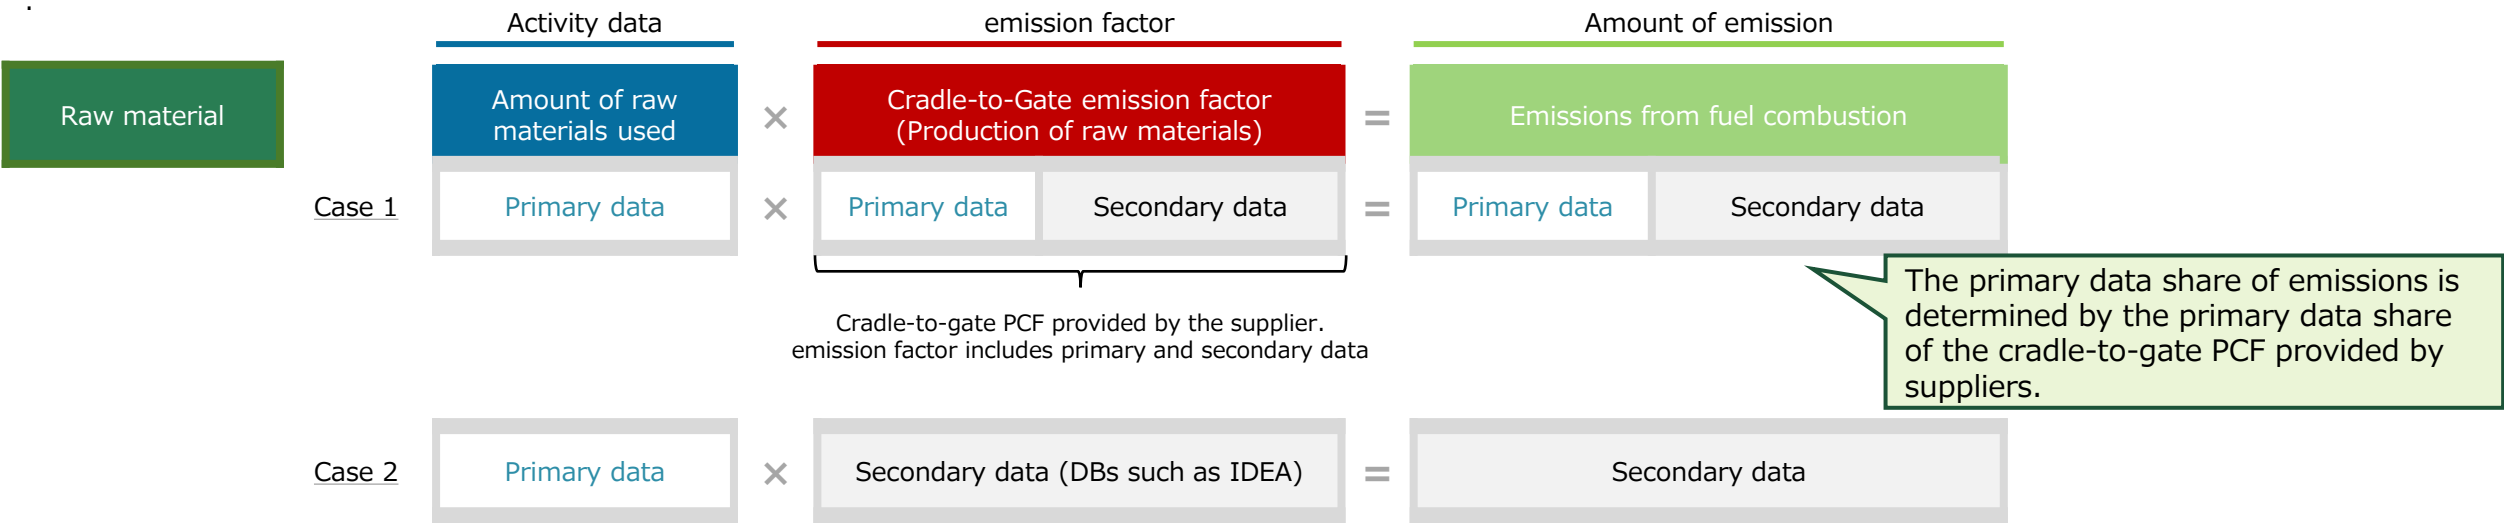 .
Activity data
emission factor
Amount of emission
Raw material
Amount of raw
materials used
×
Cradle-to-Gate emission factor
(Production of raw materials)
=
Emissions from fuel combustion
Case 1
Primary data
×
Primary data
Secondary data
=
Primary data
Secondary data
Cradle-to-gate PCF provided by the supplier.
emission factor includes primary and secondary data
The primary data share of emissions is
determined by the primary data share
of the cradle-to-gate PCF provided by
suppliers.
Case 2
Primary data
×
Secondary data (DBs such as IDEA)
=
Secondary data